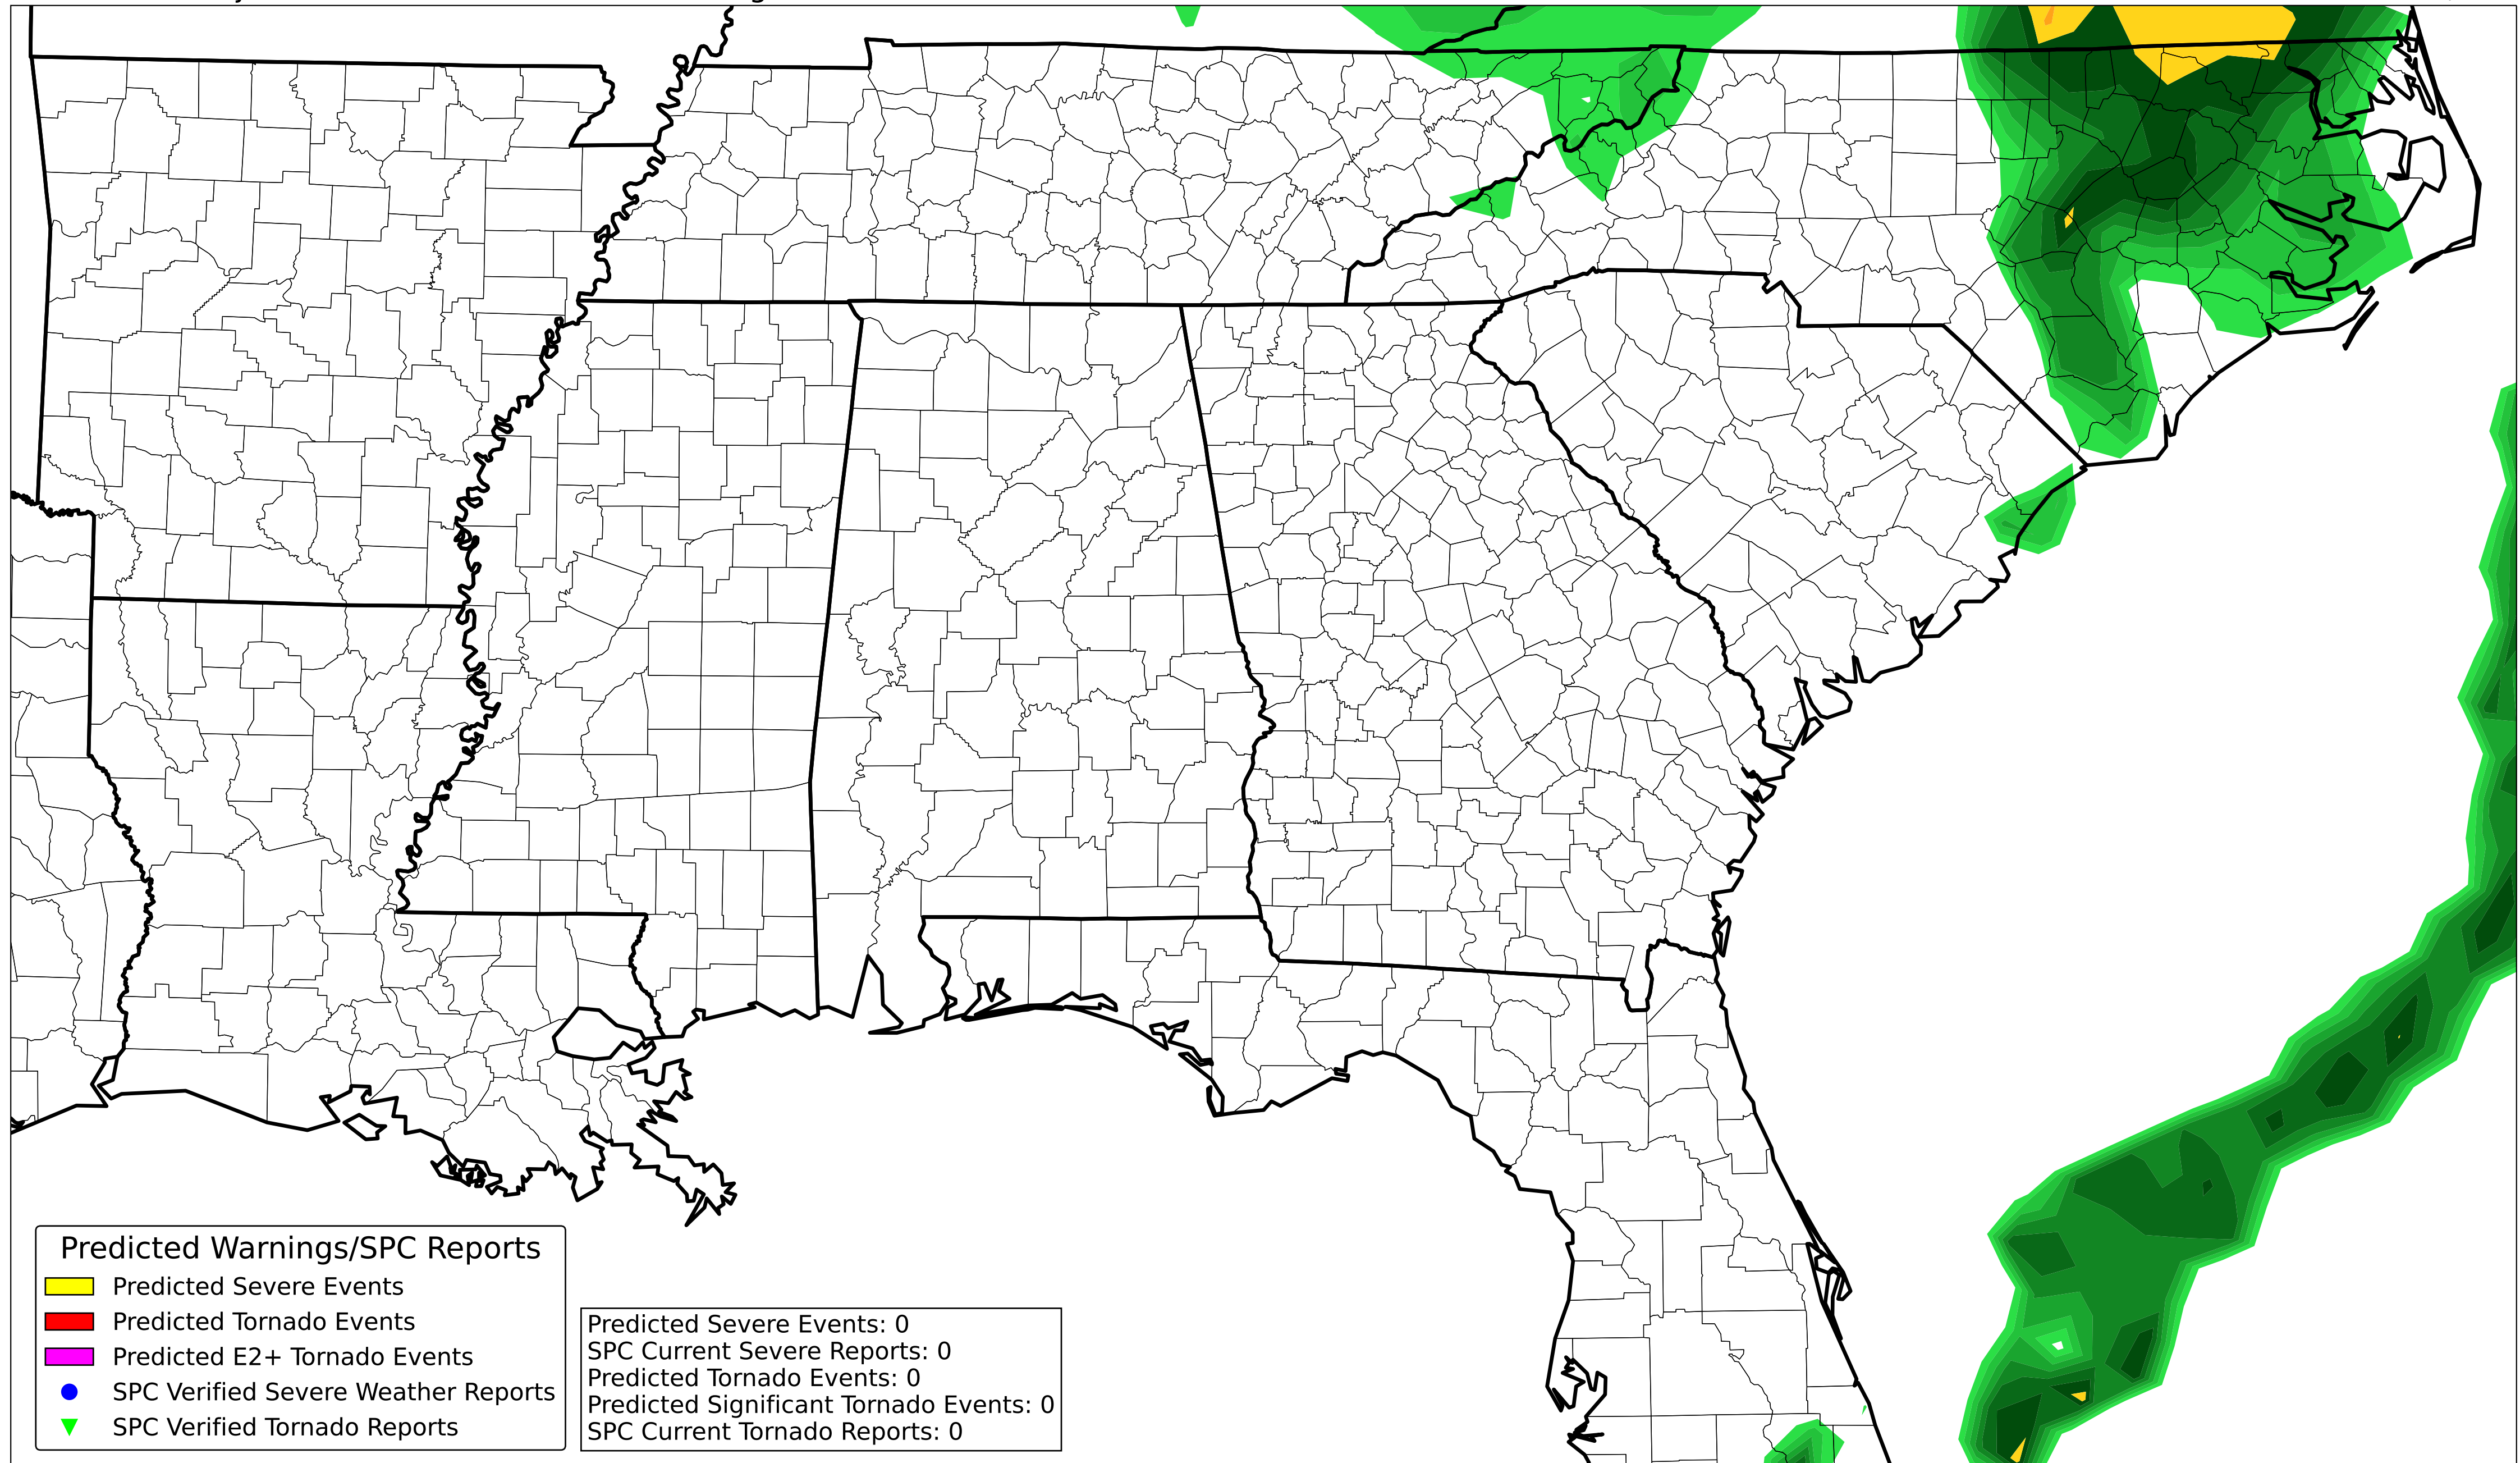 Predicted Warnings/SPC Reports
Predicted Severe Events
Predicted Tornado Events
Predicted E2+ Tornado Events
SPC Verified Severe Weather Reports
SPC Verified Tornado Reports
Predicted Severe Events: 0
SPC Current Severe Reports: 0
Predicted Tornado Events: 0
Predicted Significant Tornado Events: 0
SPC Current Tornado Reports: 0